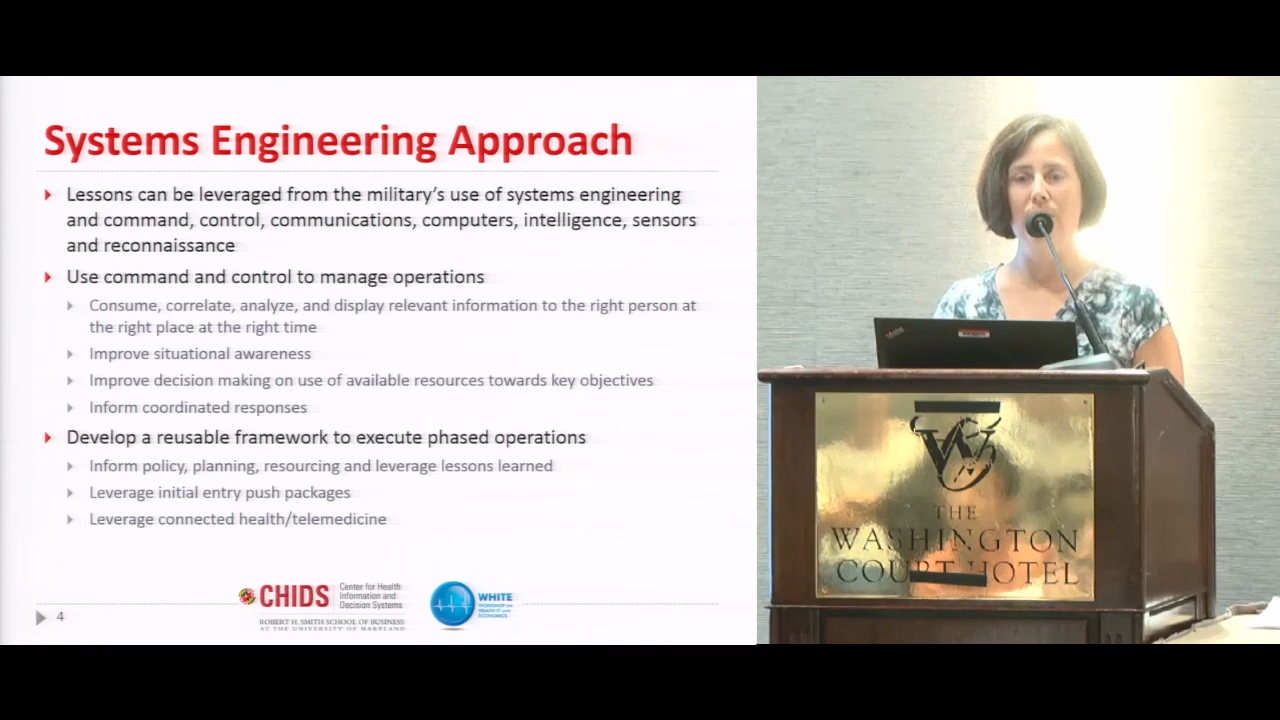 Systems Engineering Approach
Lessons can be leveraged from the military's use of systems engineering
and command, control, communications, computers, intelligence, sensors
and reconnaissance
Use command and control to manage operations
Consume, correlate, analyze, and display relevant information to the right person at
the right place at the right time
Improve situational awareness
Improve decision making on use of available resources towards key objectives
Inform coordinated responses
Develop a reusable framework to execute phased operations
Inform policy, planning, resourcing and leverage lessons learned
Leverage initial entry push packages
Leverage connected health/telemedicine
4
CHIDS
Center for Health
Information and
Decision Systems
ROBERT H. SMITH SCHOOL OF BUSINESS
AT THE UNIVERSITY OF MARYLAND
WHITE
WORKSHOP ON
HEALTH IT AND
ECONOMICS
THE
WASHINGTON
COURT HOTEL